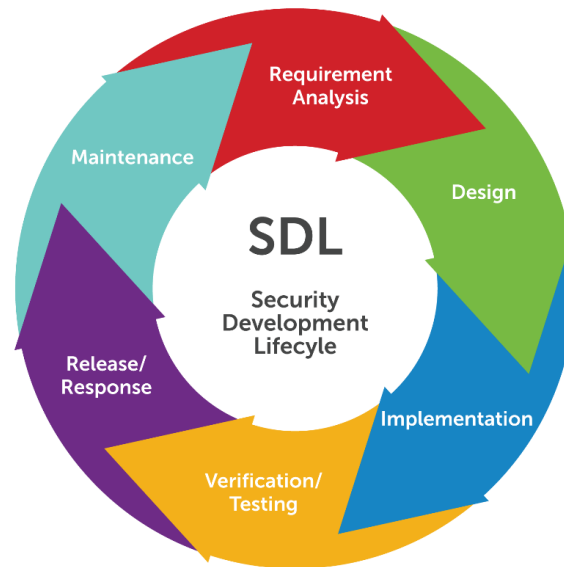 SDL
Security
Development
Lifecyle
Requirement
Analysis
Design
Implementation
Verification/
Testing
Release/
Response
Maintenance